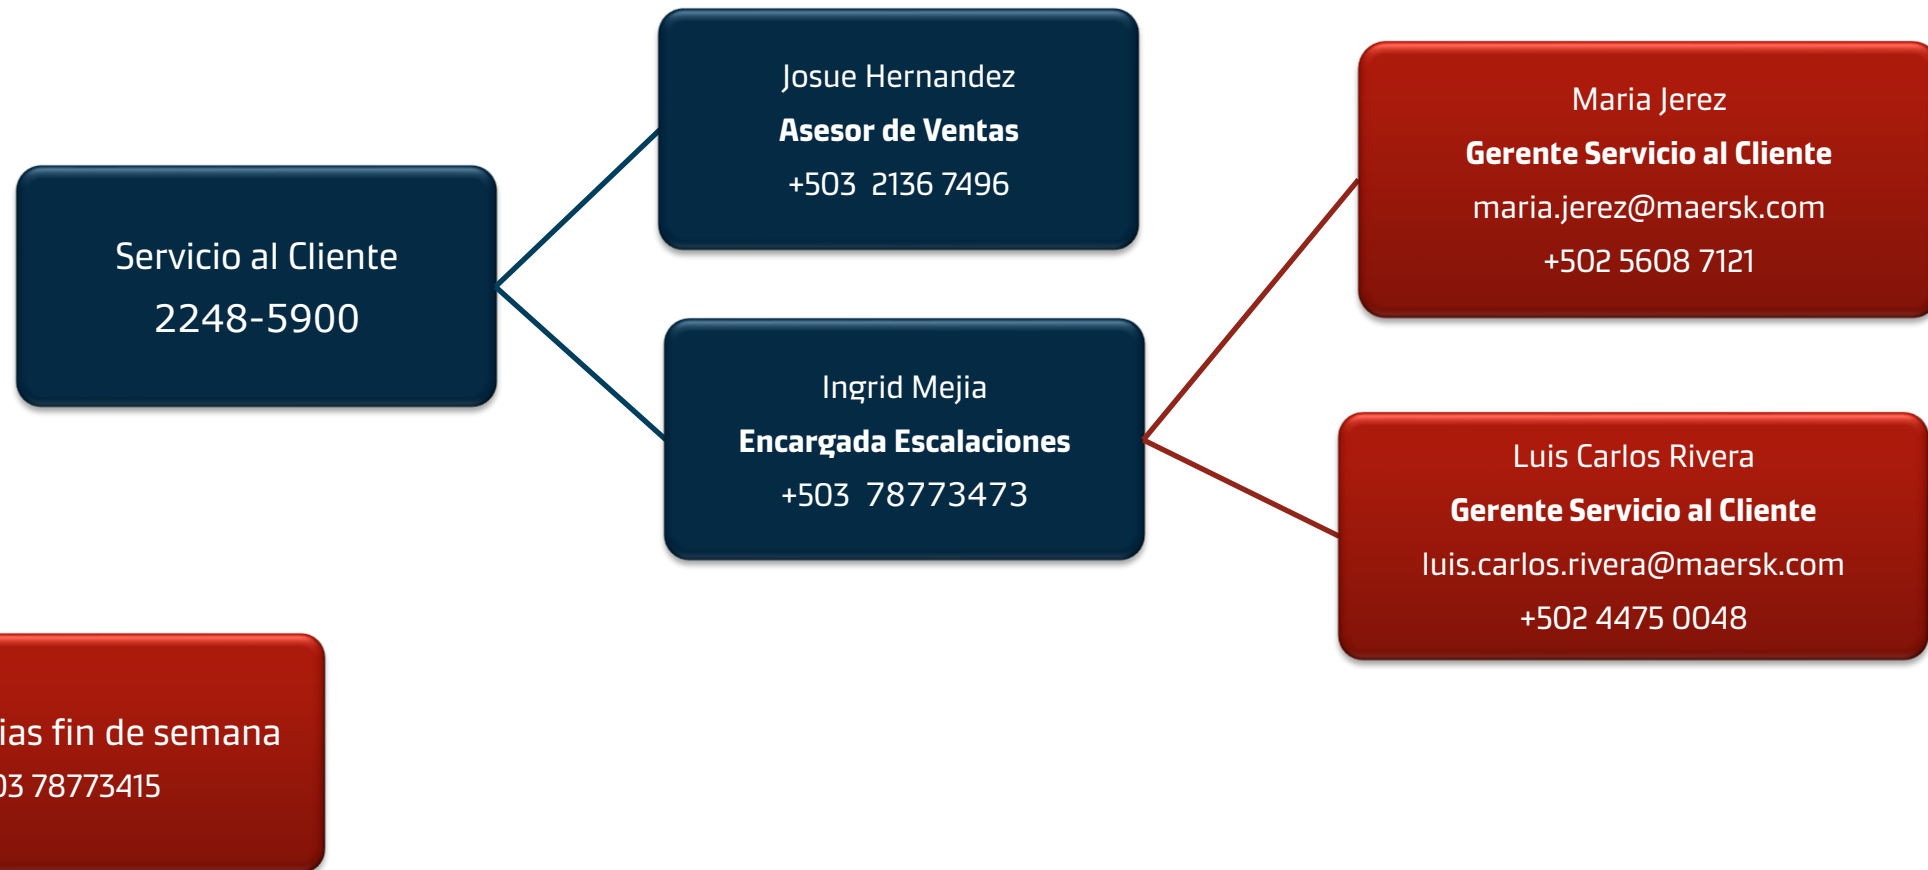 Servicio al Cliente
2248-5900
Josue Hernandez
Asesor de Ventas
+503 2136 7496
Ingrid Mejia
Encargada Escalaciones
+503 78773473
Maria Jerez
Gerente Servicio al Cliente
maria.jerez@maersk.com
+502 5608 7121
Luis Carlos Rivera
Gerente Servicio al Cliente
luis.carlos.rivera@maersk.com
+502 4475 0048
ias fin de semana
03 78773415